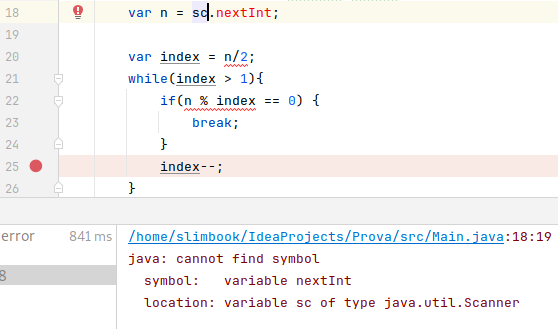 18 var n = sc.nextInt;
19
20 var index = n/2;
21 while(index > 1){
22 if(n % index == 0) {
23 break;
24 }
25 index--;
26 }
error 841 ms
8
/home/slimbook/IdeaProjects/Prova/src/Main.java:18:19
java: cannot find symbol
symbol: variable nextInt
location: variable sc of type java.util.Scanner